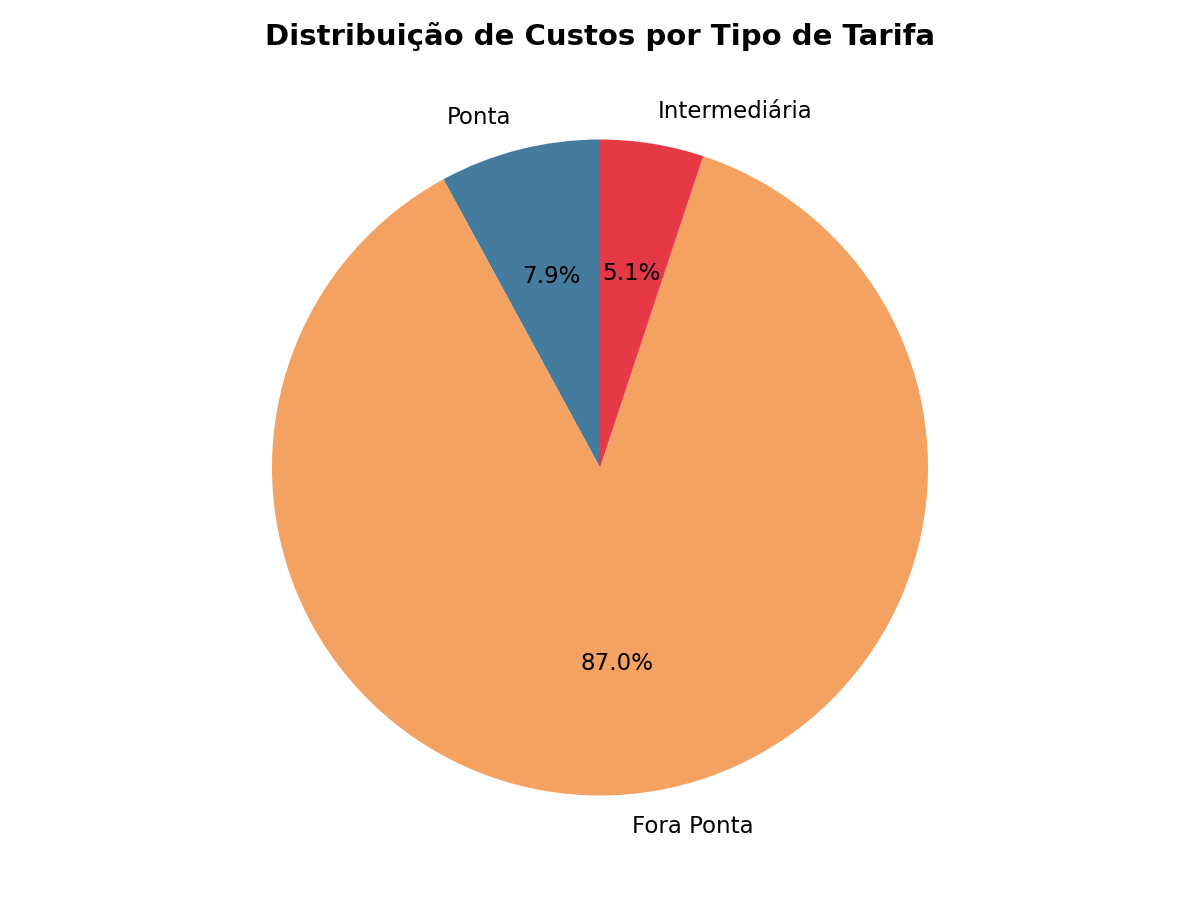 Distribuição de Custos por Tipo de Tarifa
Ponta
Intermediária
7.9%
5.1%
87.0%
Fora Ponta